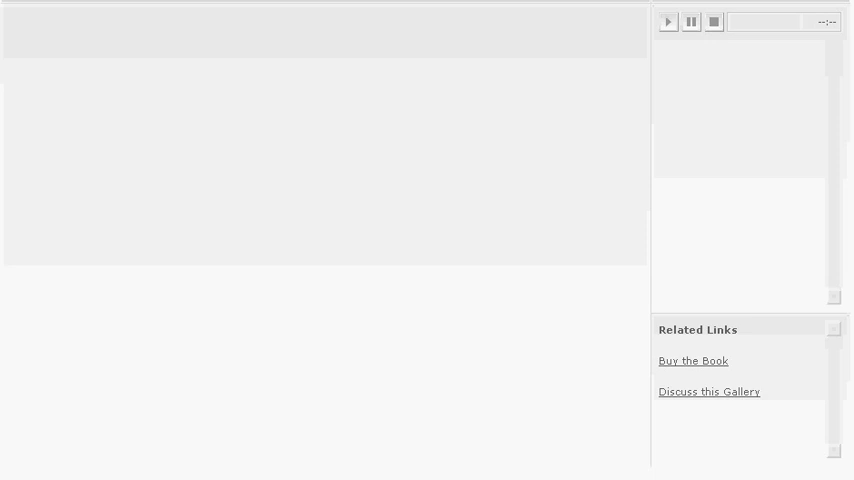 --:--
Related Links
Buy the Book
Discuss this Gallery